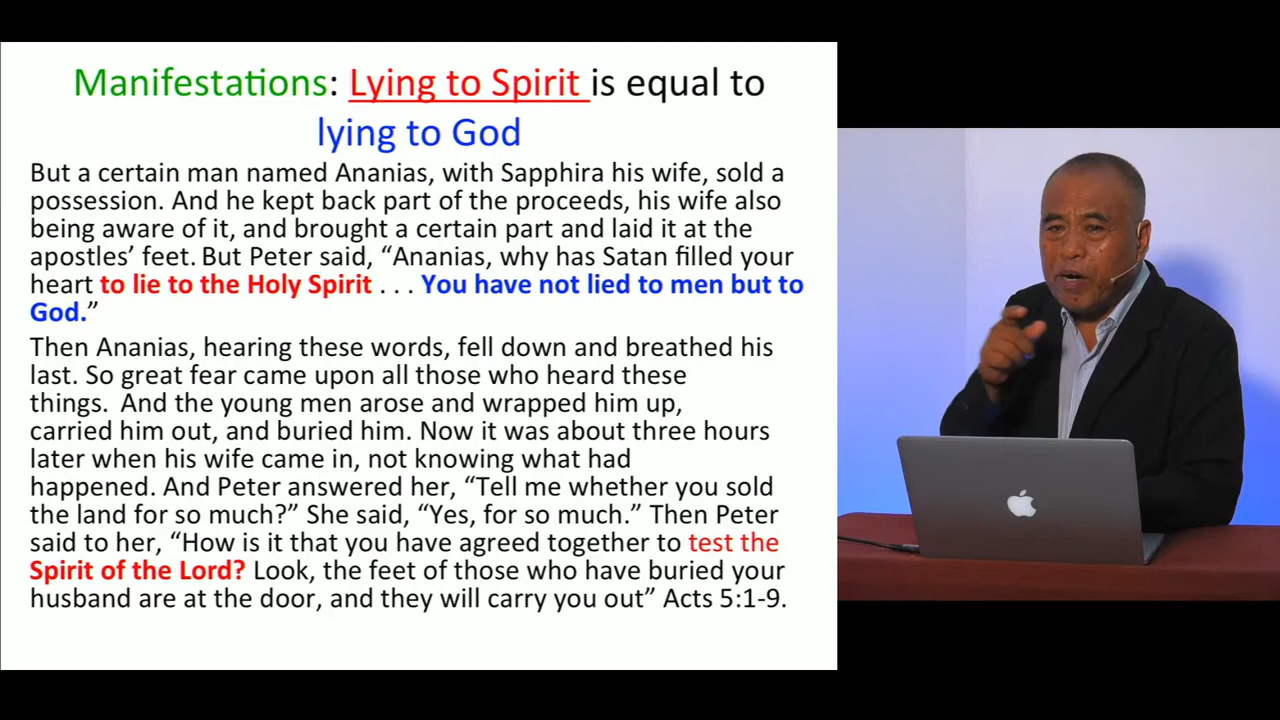 Manifestations: Lying to Spirit is equal to
lying to God
But a certain man named Ananias, with Sapphira his wife, sold a
possession. And he kept back part of the proceeds, his wife also
being aware of it, and brought a certain part and laid it at the
apostles’ feet. But Peter said, “Ananias, why has Satan filled your
heart to lie to the Holy Spirit . . . You have not lied to men but to
God.”
Then Ananias, hearing these words, fell down and breathed his
last. So great fear came upon all those who heard these
things. And the young men arose and wrapped him up,
carried him out, and buried him. Now it was about three hours
later when his wife came in, not knowing what had
happened. And Peter answered her, “Tell me whether you sold
the land for so much?” She said, “Yes, for so much.” Then Peter
said to her, “How is it that you have agreed together to test the
Spirit of the Lord? Look, the feet of those who have buried your
husband are at the door, and they will carry you out” Acts 5:1-9.